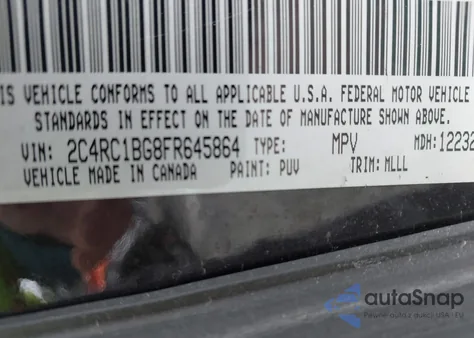 IS VEHICLE CONFORMS TO ALL APPLICABLE U.S.A. FEDERAL MOTOR VEHICLE
STANDARDS IN EFFECT ON THE DATE OF MANUFACTURE SHOWN ABOVE.
VIN: 2C4RC1BG8FR645864 TYPE: MPV MDH: 12232
VEHICLE MADE IN CANADA PAINT: PUV TRIM: MLLL
autoSnap